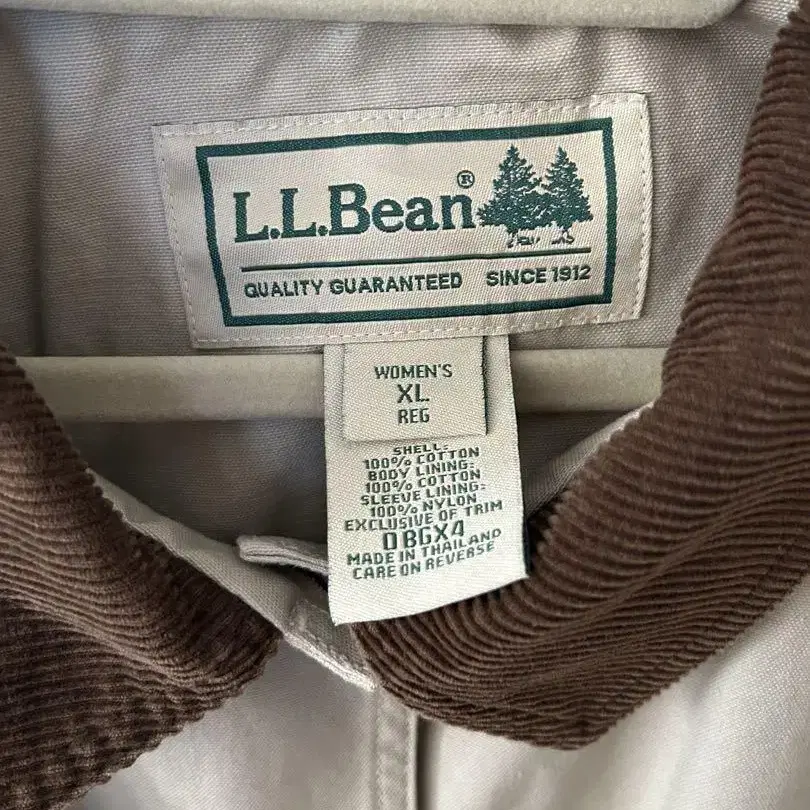 L.L.Bean®
QUALITY GUARANTEED SINCE 1912
WOMEN'S
XL
REG
SHELL:
100% COTTON
BODY LINING:
100% COTTON
SLEEVE LINING:
100% NYLON
EXCLUSIVE OF TRIM
0BGX4
MADE IN THAILAND
CARE ON REVERSE